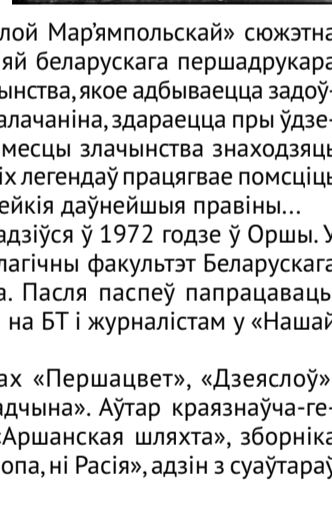 лой Мар’ямпольскай» сюжэтна
яй беларускага першадрукара
ынства, якое адбываецца задоў-
алачаніна, здараецца пры ўдзе-
месцы злачынства знаходзяць
іх легендаў працягвае помсціць
ейкія даўнейшыя правіны...
адзіўся ў 1972 годзе ў Оршы. У
лагічны факультэт Беларускага
а. Пасля паспеў папрацаваць
на БТ і журналістам у «Нашай
ах «Першацвет», «Дзеяслоў»
адчына». Аўтар краязнаўча-ге-
«Аршанская шляхта», зборніка
опа, ні Расія», адзін з суаўтараў